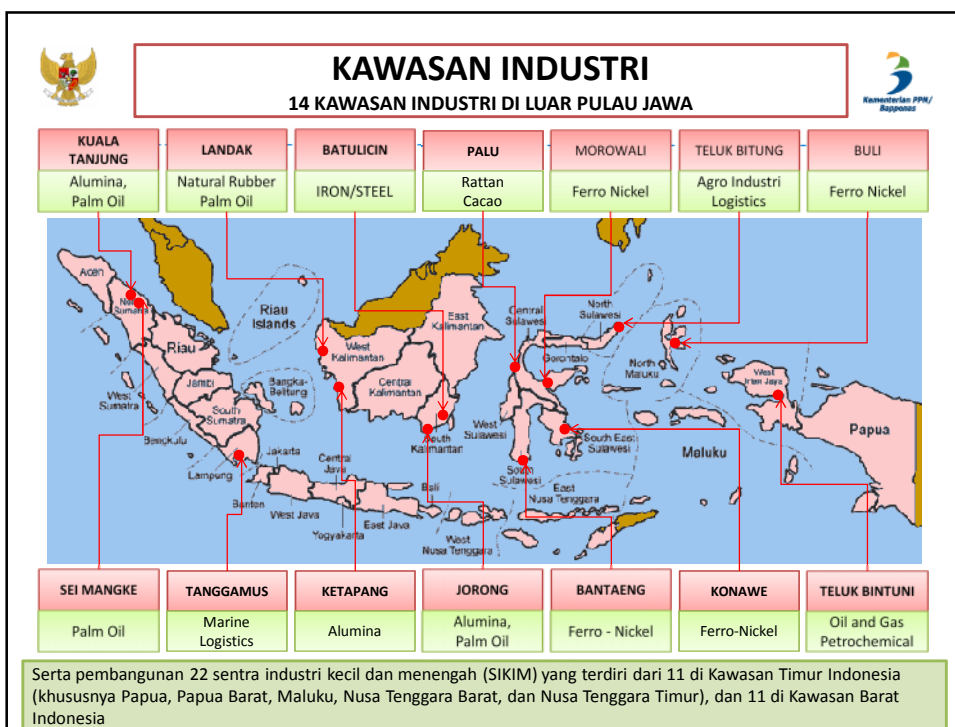 KAWASAN INDUSTRI
14 KAWASAN INDUSTRI DI LUAR PULAU JAWA
Kementerian PPN/
Bappenas
KUALA
TANJUNG
Alumina,
Palm Oil
LANDAK
Natural Rubber
Palm Oil
BATULICIN
IRON/STEEL
PALU
Rattan
Cacao
MOROWALI
Ferro Nickel
TELUK BITUNG
Agro Industri
Logistics
BULI
Ferro Nickel
Aceh
Sumatra
Riau
Riau
Islands
Jambi
West
Sumatra
South
Sumatra
Bangka-
Belitung
Bengkulu
Lampung
Jakarta
Banten
West Java
Central
Java
Yogyakarta
East Java
Bali
West
Nusa Tenggara
East
Nusa Tenggara
West
Kalimantan
Central
Kalimantan
East
Kalimantan
South
Kalimantan
Central
Sulawesi
North
Sulawesi
Gorontalo
West
Sulawesi
South
Sulawesi
South East
Sulawesi
North
Maluku
Maluku
West
Irian Jaya
Papua
SEI MANGKE
Palm Oil
TANGGAMUS
Marine
Logistics
KETAPANG
Alumina
JORONG
Alumina,
Palm Oil
BANTAENG
Ferro - Nickel
KONAWE
Ferro-Nickel
TELUK BINTUNI
Oil and Gas
Petrochemical
Serta pembangunan 22 sentra industri kecil dan menengah (SIKIM) yang terdiri dari 11 di Kawasan Timur Indonesia
(khususnya Papua, Papua Barat, Maluku, Nusa Tenggara Barat, dan Nusa Tenggara Timur), dan 11 di Kawasan Barat
Indonesia